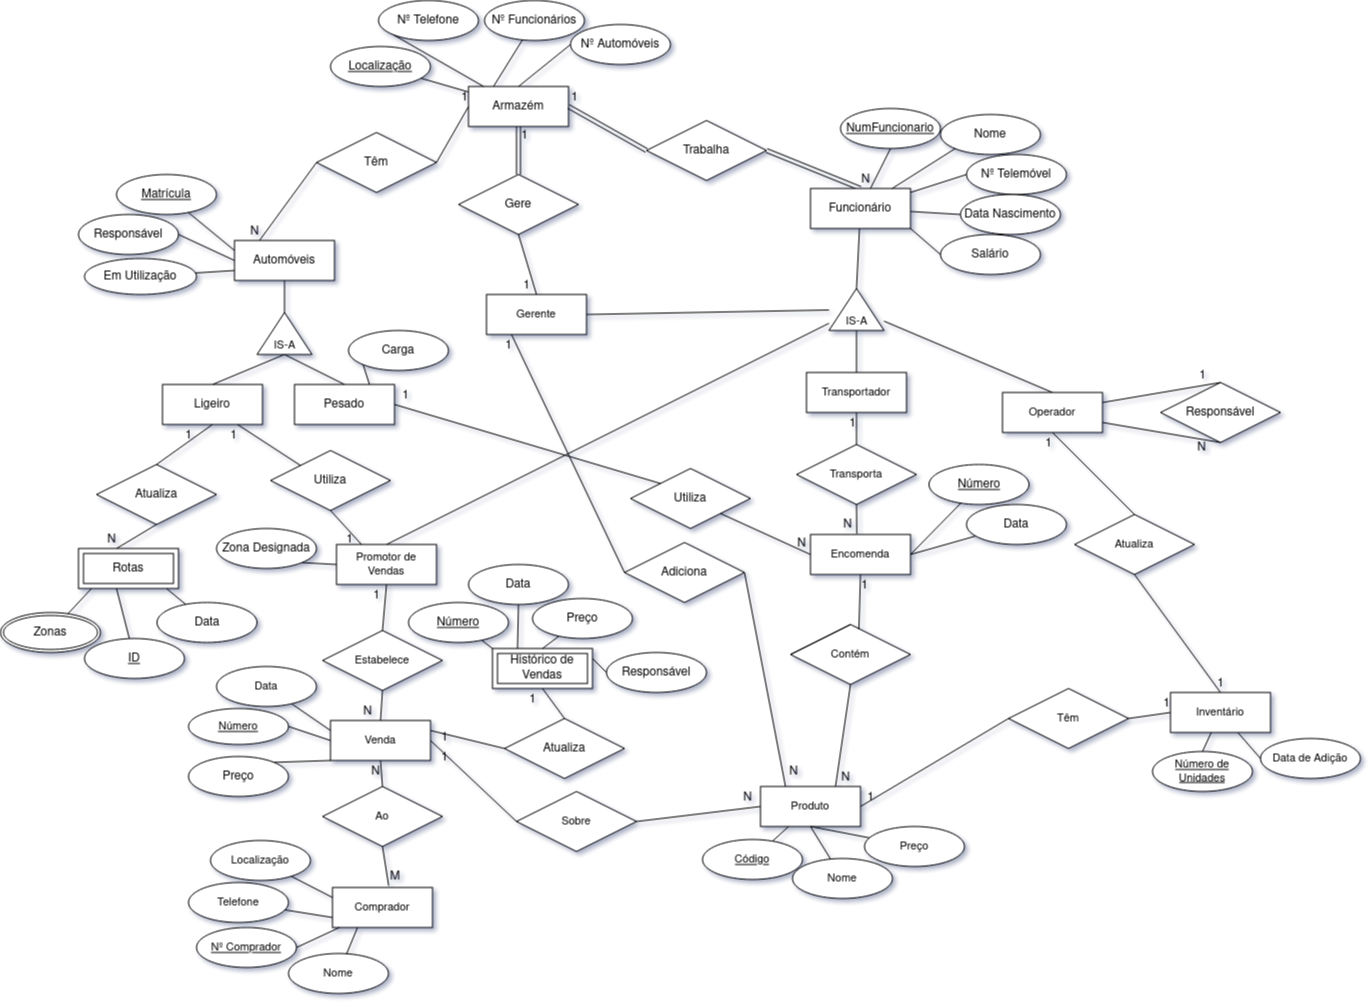 Nº Telefone
Nº Funcionários
Nº Automóveis
Localização
1
Armazém
1
1
Têm
Trabalha
NumFuncionario
Nome
Nº Telemóvel
N
Funcionário
Data Nascimento
Salário
Matrícula
Responsável
Em Utilização
N
Automóveis
Gere
1
Gerente
1
IS-A
IS-A
Carga
Ligeiro
Pesado
1
Transportador
1
Operador
1
1
Responsável
N
1
1
Atualiza
Utiliza
Utiliza
Transporta
Número
Data
N
N
Encomenda
1
Atualiza
N
Rotas
Zonas
ID
Data
Zona Designada
1
Promotor de
Vendas
1
Data
Número
Preço
Histórico de
Vendas
Responsável
1
Adiciona
Contém
Estabelece
N
Data
Número
Preço
Venda
1
1
N
Atualiza
Sobre
N
N
N
Produto
1
Têm
1
1
Inventário
Número de
Unidades
Data de Adição
Código
Nome
Preço
Ao
M
Localização
Telefone
Nº Comprador
Nome
Comprador